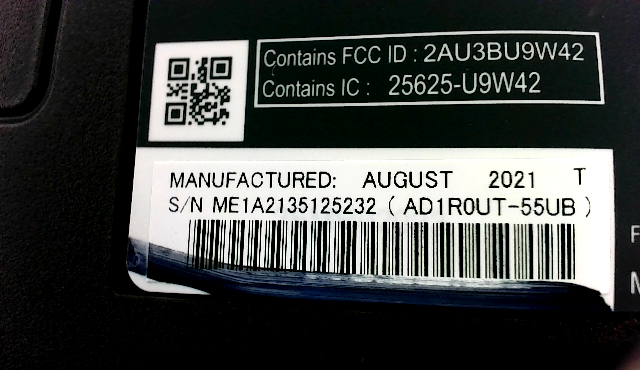 Contains FCC ID : 2AU3BU9W42
Contains IC : 25625-U9W42
MANUFACTURED: AUGUST 2021 T
S/N ME1A2135125232 ( AD1R0UT-55UB )
F
M